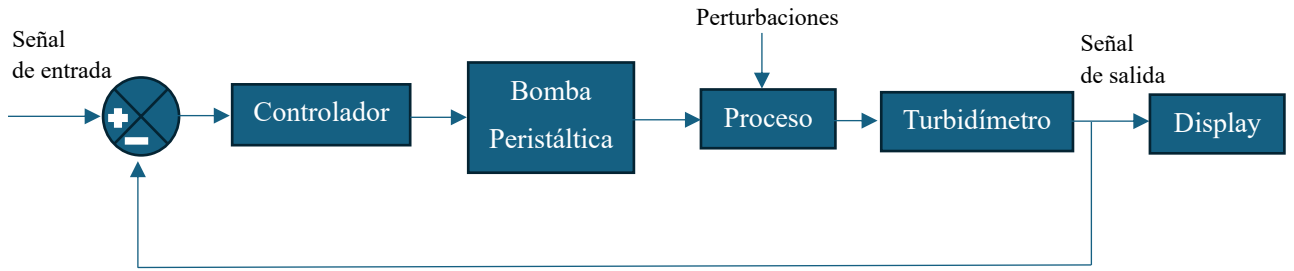 Perturbaciones
Señal
de entrada
Señal
de salida
+
−
Controlador
Bomba
Peristáltica
Proceso
Turbidímetro
Display